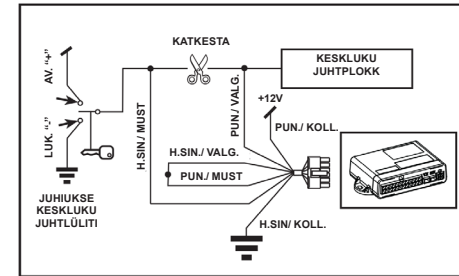 KATKESTA
KESKLUKU
JUHTPLOKK
AV. "+"
LUK. "-"
H.SIN./ MUST
PUN./ VALG.
+12V
PUN./ KOLL.
H.SIN./ VALG.
PUN./ MUST
H.SIN/ KOLL.
JUHIUKSE
KESKLUKU
JUHTLÜLITI